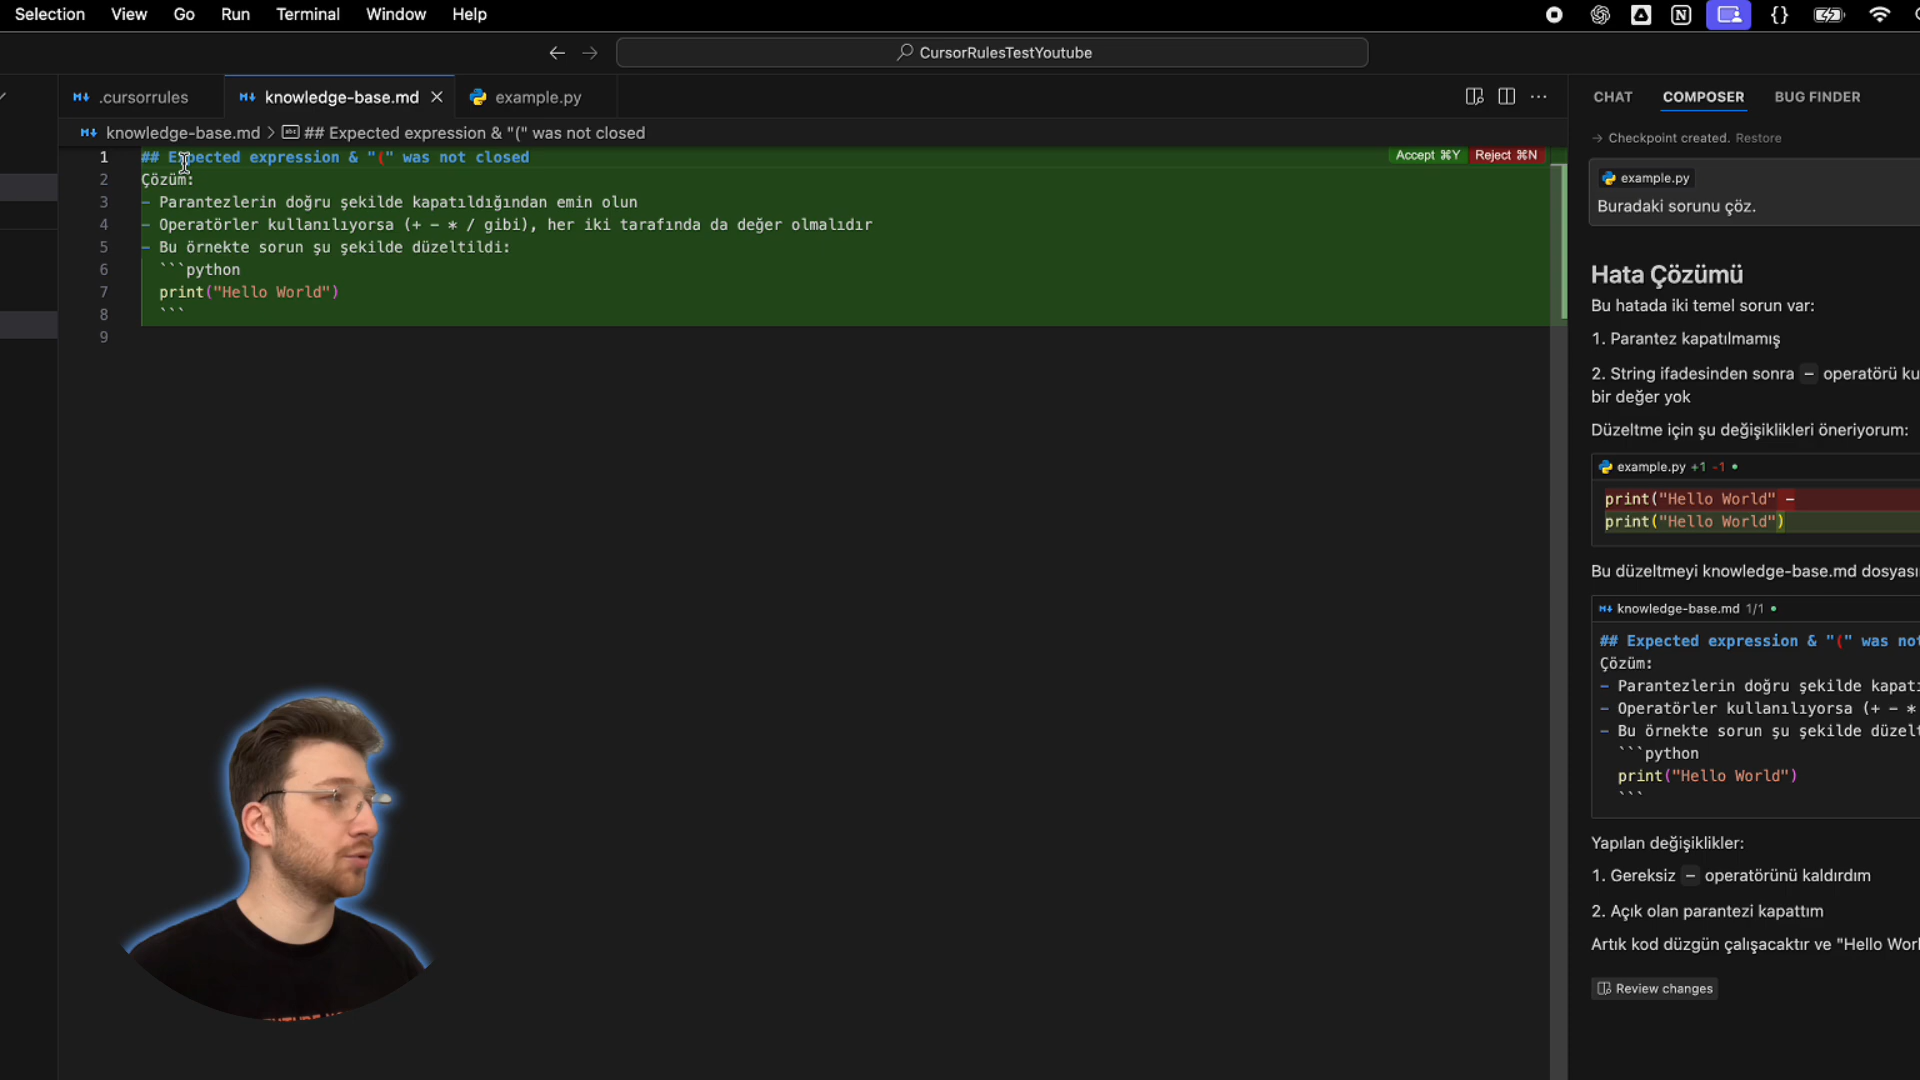 Selection View Go Run Terminal Window Help
CursorRulesTestYoutube
.cursorrules knowledge-base.md example.py
CHAT COMPOSER BUG FINDER
knowledge-base.md > ## Expected expression & "(" was not closed
1 ## Expected expression & "(" was not closed
Accept ⌘Y Reject ⌘N
2 Çözüm:
3 - Parantezlerin doğru şekilde kapatıldığından emin olun
4 - Operatörler kullanılıyorsa (+ - * / gibi), her iki tarafında da değer olmalıdır
5 - Bu örnekte sorun şu şekilde düzeltildi:
6 ```python
7 print("Hello World")
8 ```
9
Checkpoint created. Restore
example.py
Buradaki sorunu çöz.
Hata Çözümü
Bu hatada iki temel sorun var:
1. Parantez kapatılmamış
2. String ifadesinden sonra - operatörü ku
bir değer yok
Düzeltme için şu değişiklikleri öneriyorum:
example.py +1 -1
print("Hello World" -
print("Hello World")
Bu düzeltmeyi knowledge-base.md dosyası
knowledge-base.md 1/1
## Expected expression & "(" was not
Çözüm:
- Parantezlerin doğru şekilde kapatı
- Operatörler kullanılıyorsa (+ - *
- Bu örnekte sorun şu şekilde düzelt
```python
print("Hello World")
```
Yapılan değişiklikler:
1. Gereksiz - operatörünü kaldırdım
2. Açık olan parantezi kapattım
Artık kod düzgün çalışacaktır ve "Hello Worl
Review changes